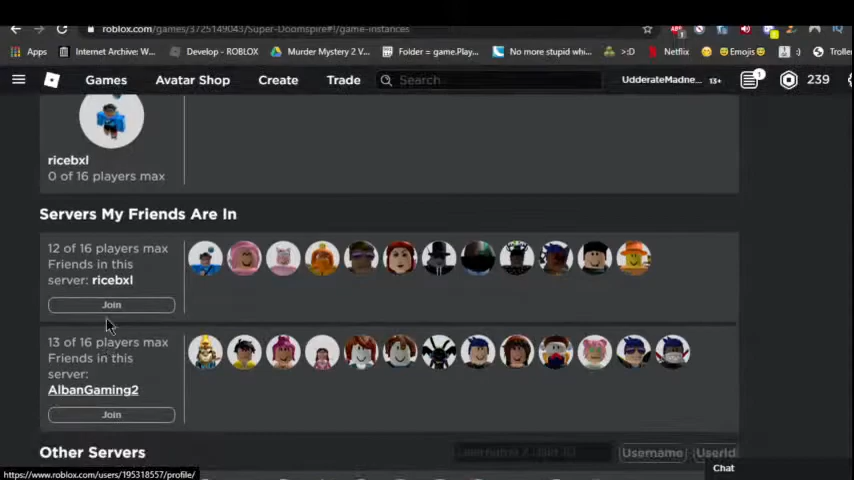 roblox.com/games/3725149043/Super-Doomspire#!/game-instances
Apps Internet Archive: W... Develop - ROBLOX Murder Mystery 2 V... Folder = game.Play... No more stupid whi... >:D Netflix Emojis :) Trolle
Games Avatar Shop Create Trade Search UdderateMadne... 13+ 1 239
ricebxl
0 of 16 players max
Servers My Friends Are In
12 of 16 players max
Friends in this
server: ricebxl
Join
13 of 16 players max
Friends in this
server:
AlbanGaming2
Join
Other Servers Username UserId
Chat
https://www.roblox.com/users/195318557/profile/